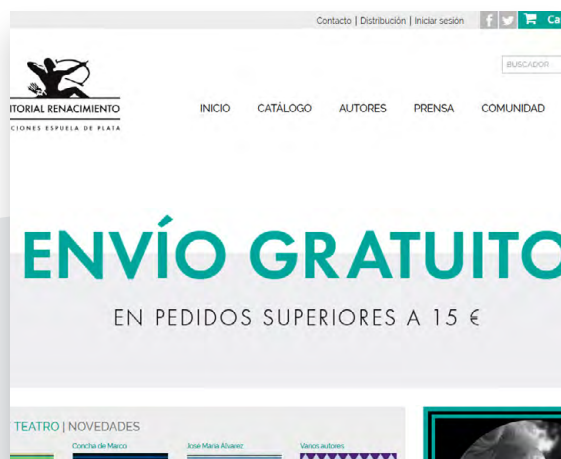 Contacto | Distribución | Iniciar sesión
Ca
BUSCADOR
ITORIAL RENACIMIENTO
CIONES ESPUELA DE PLATA
INICIO CATÁLOGO AUTORES PRENSA COMUNIDAD
ENVÍO GRATUITO
EN PEDIDOS SUPERIORES A 15 €
TEATRO | NOVEDADES
Concha de Marco José María Álvarez Varios autores